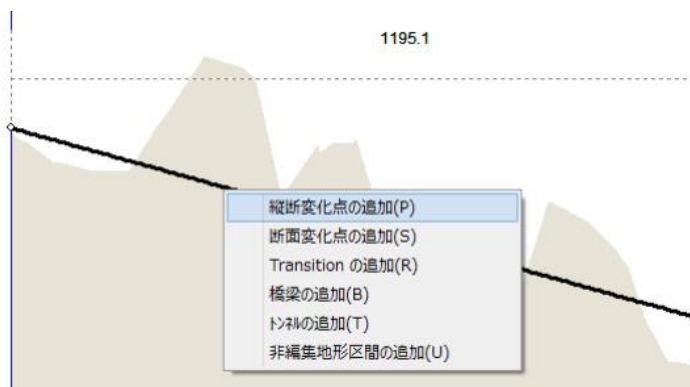 1195.1
縦断変化点の追加(P)
断面変化点の追加(S)
Transition の追加(R)
橋梁の追加(B)
ﾄﾝﾈﾙの追加(T)
非編集地形区間の追加(U)